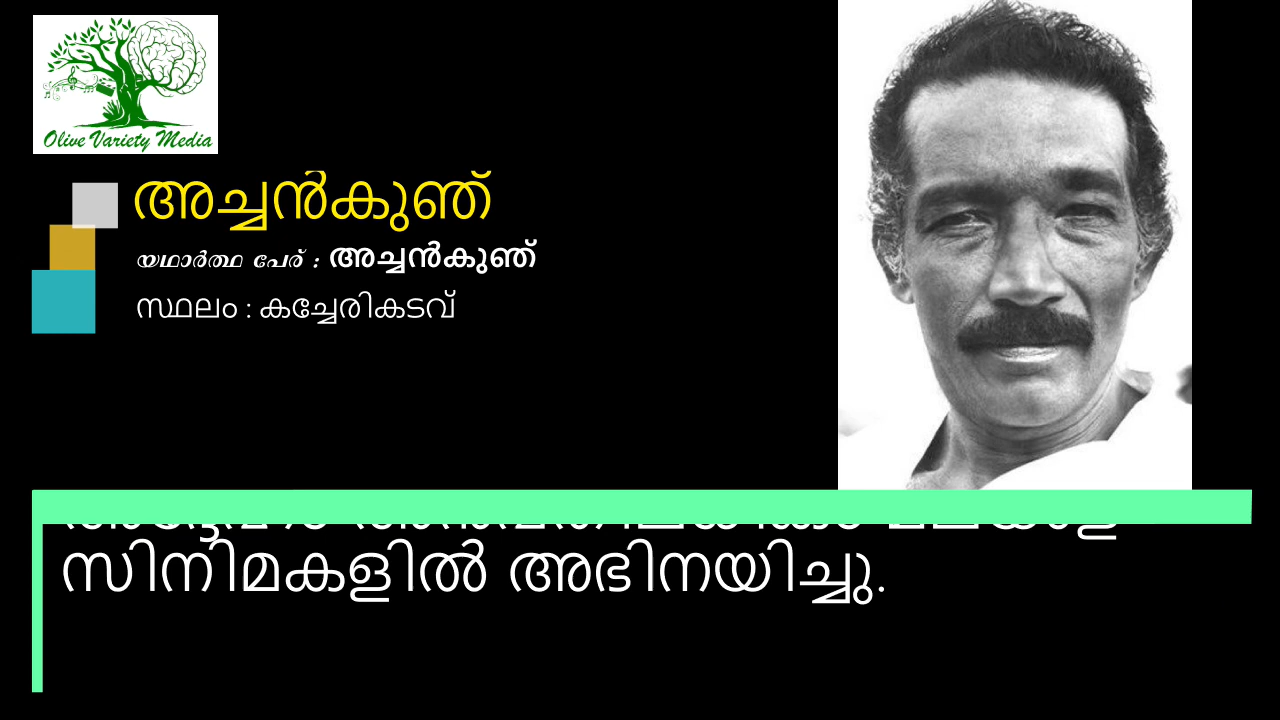 Olive Variety Media
അച്ചൻകുഞ്
യഥാർത്ഥ പേര് : അച്ചൻകുഞ്
സ്ഥലം : കച്ചേരികടവ്
സിനിമകളിൽ അഭിനയിച്ചു.